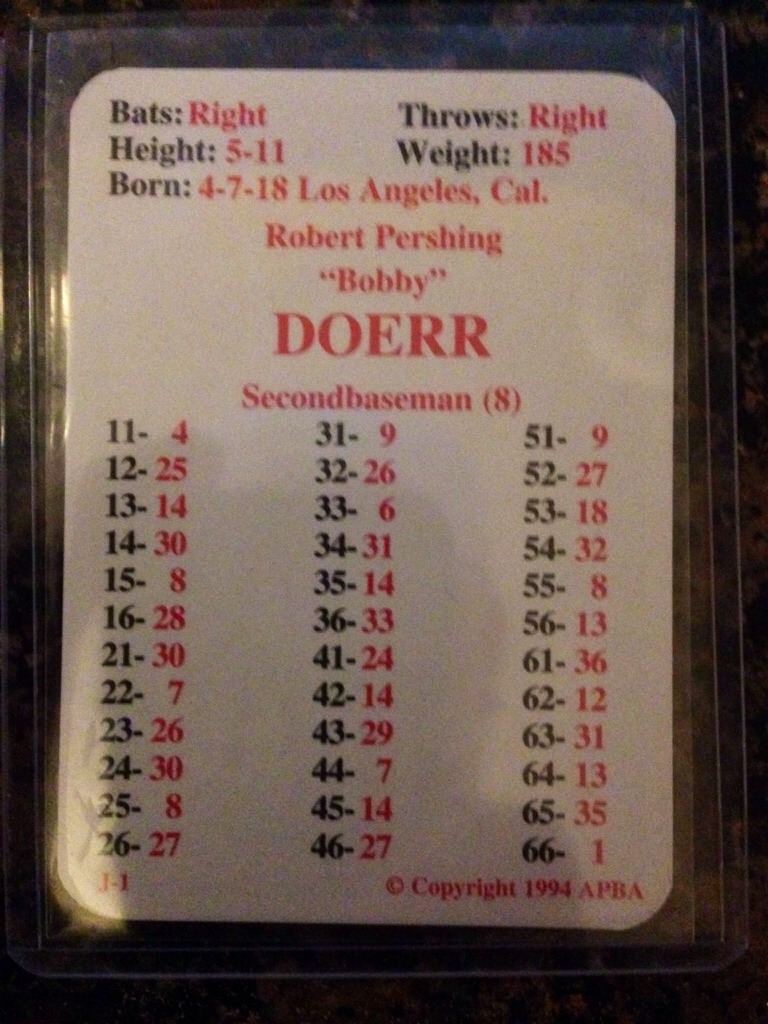 Bats: Right Throws: Right
Height: 5-11 Weight: 185
Born: 4-7-18 Los Angeles, Cal.
Robert Pershing
“Bobby”
DOERR
Secondbaseman (8)
11- 4 31- 9 51- 9
12- 25 32- 26 52- 27
13- 14 33- 6 53- 18
14- 30 34- 31 54- 32
15- 8 35- 14 55- 8
16- 28 36- 33 56- 13
21- 30 41- 24 61- 36
22- 7 42- 14 62- 12
23- 26 43- 29 63- 31
24- 30 44- 7 64- 13
25- 8 45- 14 65- 35
26- 27 46- 27 66- 1
J-1 © Copyright 1994 APBA